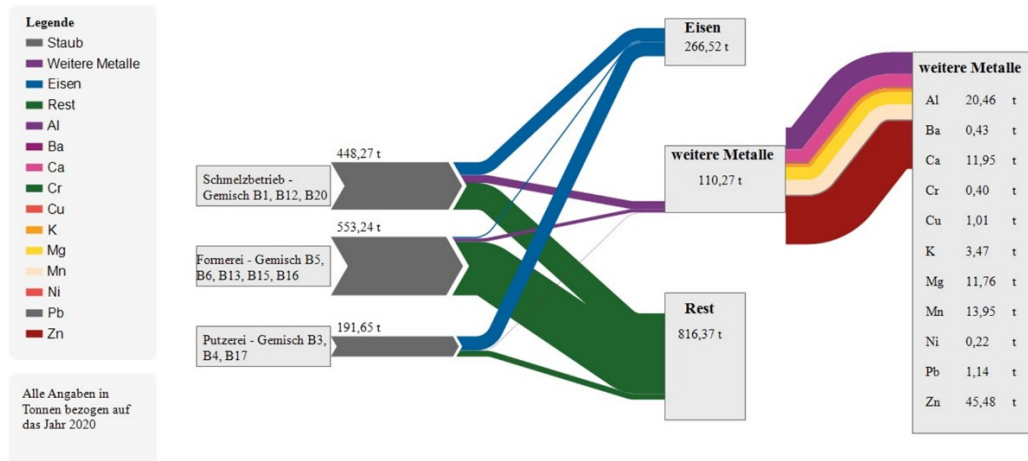 Legende
Staub
Weitere Metalle
Eisen
Rest
Al
Ba
Ca
Cr
Cu
K
Mg
Mn
Ni
Pb
Zn
Alle Angaben in
Tonnen bezogen auf
das Jahr 2020
448,27 t
Schmelzbetrieb -
Gemisch B1, B12, B20
553,24 t
Formerei - Gemisch B5,
B6, B13, B15, B16
191,65 t
Putzerei - Gemisch B3,
B4, B17
Eisen
266,52 t
weitere Metalle
110,27 t
Rest
816,37 t
weitere Metalle
Al 20,46 t
Ba 0,43 t
Ca 11,95 t
Cr 0,40 t
Cu 1,01 t
K 3,47 t
Mg 11,76 t
Mn 13,95 t
Ni 0,22 t
Pb 1,14 t
Zn 45,48 t